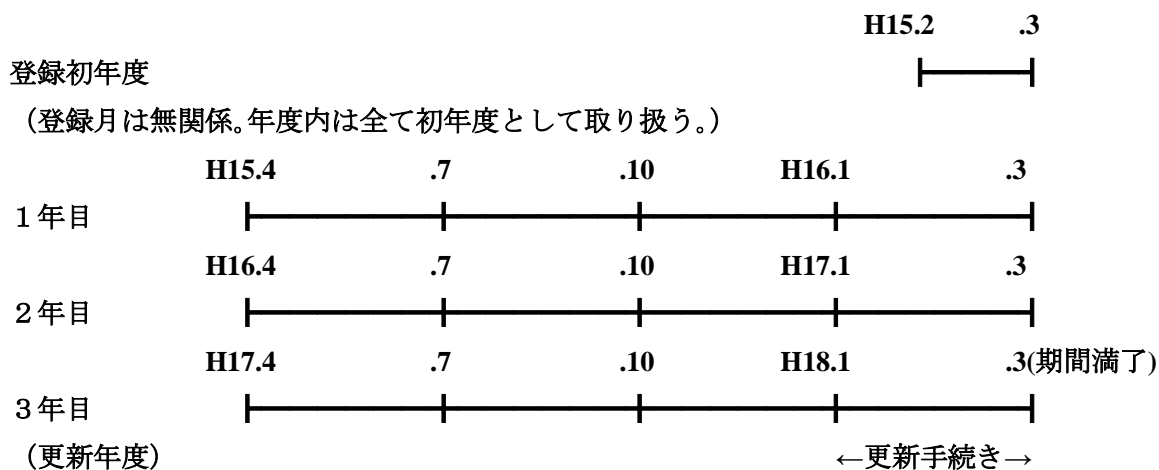 H15.2 .3
登録初年度
（登録月は無関係。年度内は全て初年度として取り扱う。）
H15.4 .7 .10 H16.1 .3
１年目
H16.4 .7 .10 H17.1 .3
２年目
H17.4 .7 .10 H18.1 .3(期間満了)
３年目
（更新年度） ←更新手続き→